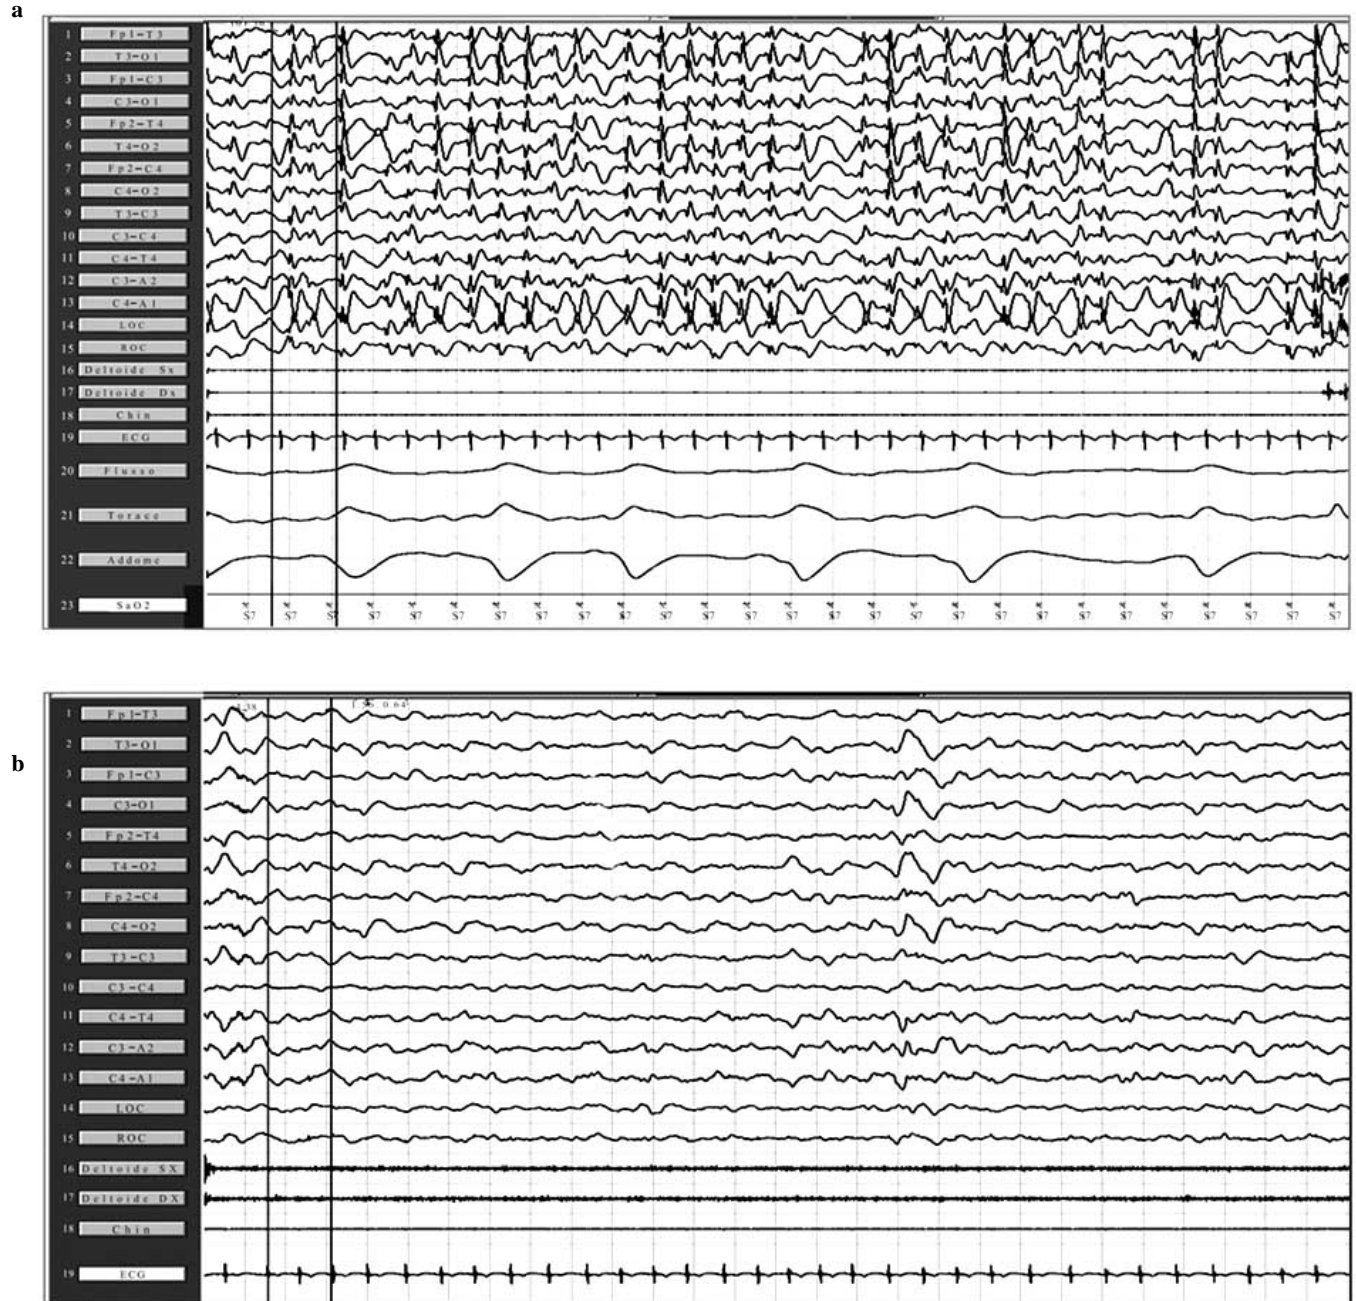 a
1 Fp1-T3
2 T3-O1
3 Fp1-C3
4 C3-O1
5 Fp2-T4
6 T4-O2
7 Fp2-C4
8 C4-O2
9 T3-C3
10 C3-C4
11 C4-T4
12 C3-A2
13 C4-A1
14 LOC
15 ROC
16 Deltoide Sx
17 Deltoide Dx
18 Chin
19 ECG
20 Flusso
21 Torace
22 Addome
23 SaO2
b
1 Fp1-T3
2 T3-O1
3 Fp1-C3
4 C3-O1
5 Fp2-T4
6 T4-O2
7 Fp2-C4
8 C4-O2
9 T3-C3
10 C3-C4
11 C4-T4
12 C3-A2
13 C4-A1
14 LOC
15 ROC
16 Deltoide SX
17 Deltoide DX
18 Chin
19 ECG